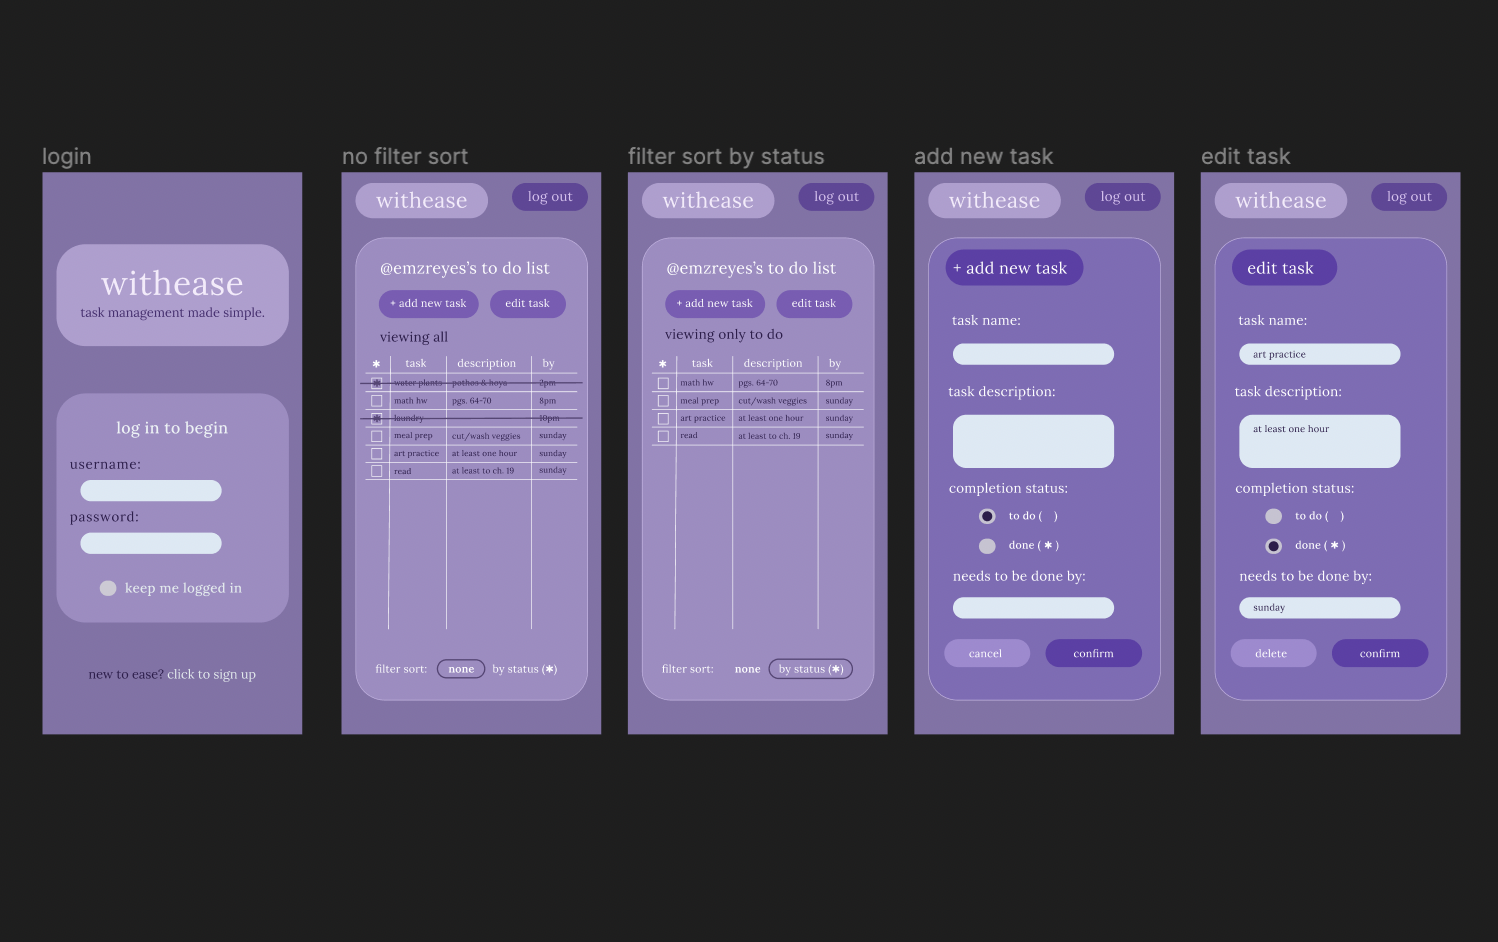 login
withease
task management made simple.
log in to begin
username:
password:
keep me logged in
new to ease? click to sign up
no filter sort
withease
log out
@emzreyes's to do list
+ add new task
edit task
viewing all
✱ task description by
✱ water plants pothos & hoya 2pm
math hw pgs. 64-70 8pm
✱ laundry 10pm
meal prep cut/wash veggies sunday
art practice at least one hour sunday
read at least to ch. 19 sunday
filter sort: none by status (✱)
filter sort by status
withease
log out
@emzreyes's to do list
+ add new task
edit task
viewing only to do
✱ task description by
math hw pgs. 64-70 8pm
meal prep cut/wash veggies sunday
art practice at least one hour sunday
read at least to ch. 19 sunday
filter sort: none by status (✱)
add new task
withease
log out
+ add new task
task name:
task description:
completion status:
to do ( )
done ( ✱ )
needs to be done by:
cancel
confirm
edit task
withease
log out
edit task
task name:
art practice
task description:
at least one hour
completion status:
to do ( )
done ( ✱ )
needs to be done by:
sunday
delete
confirm